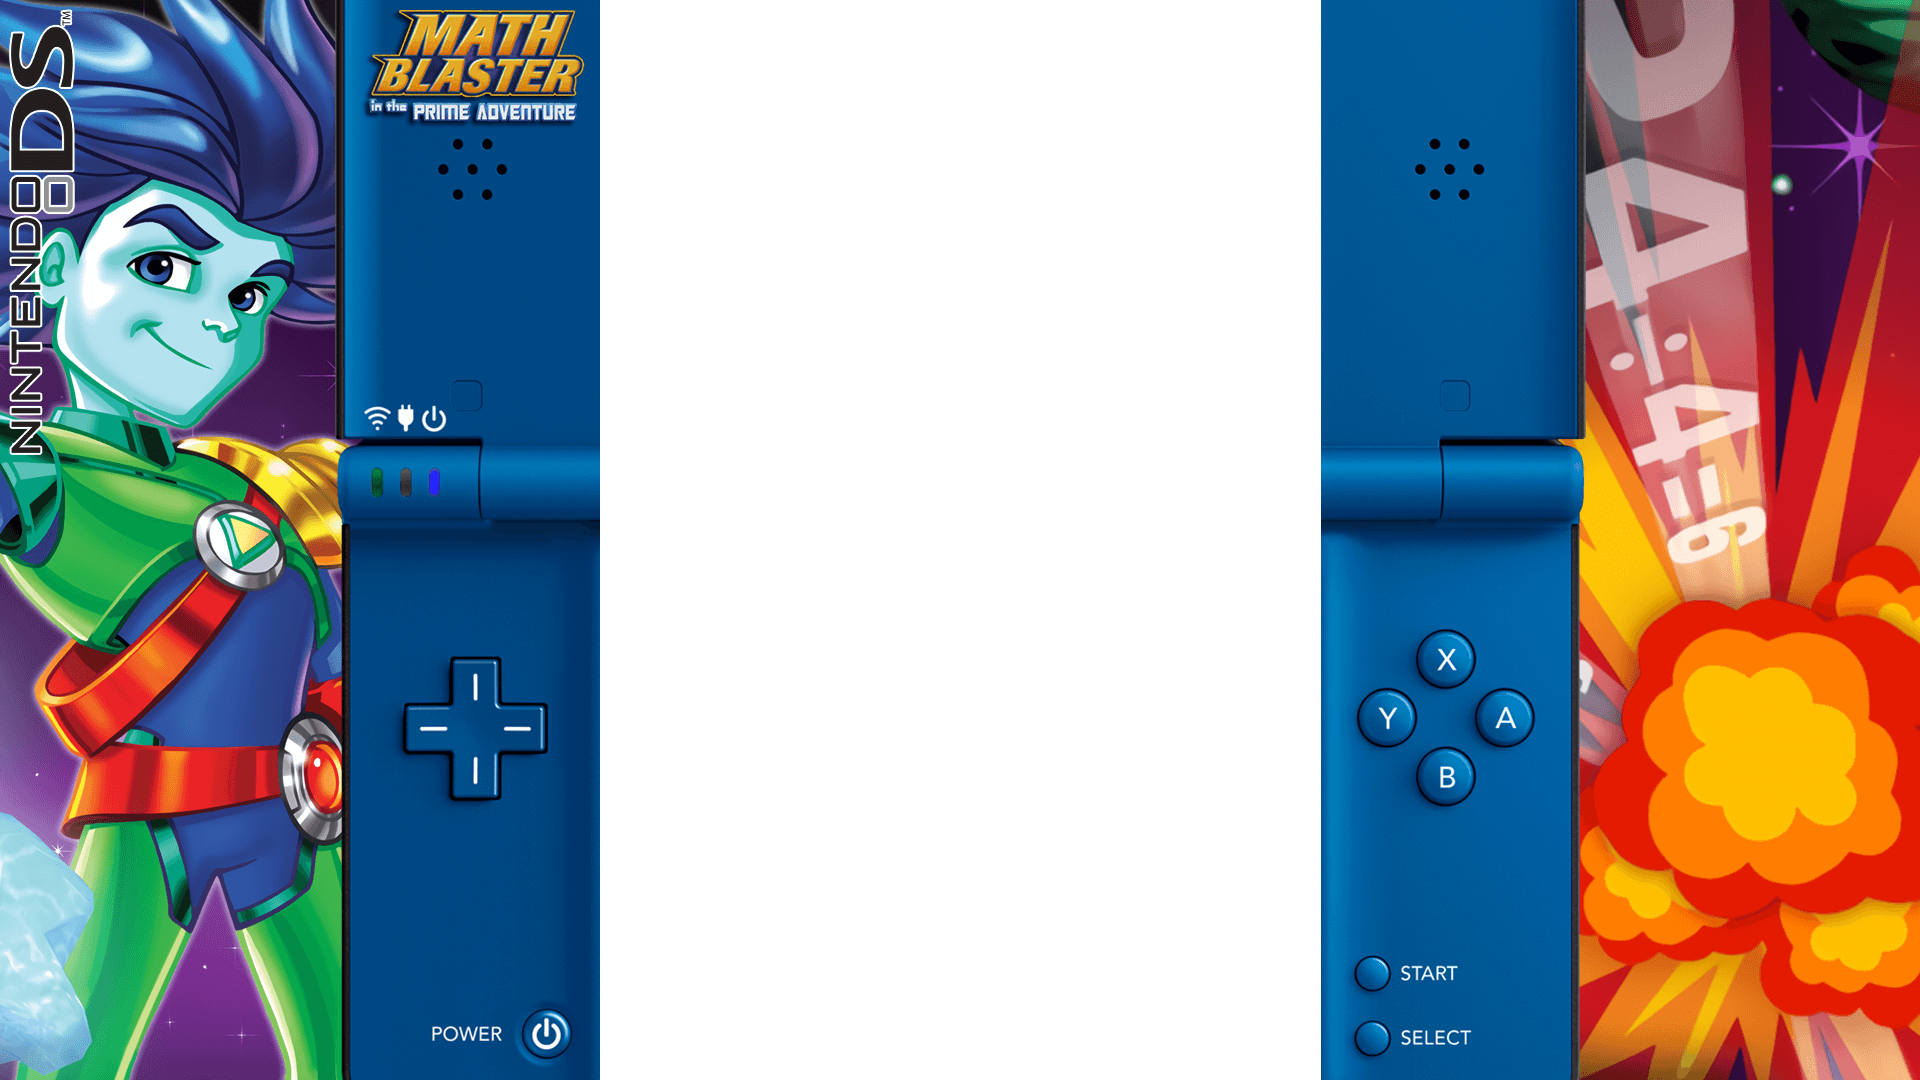 NINTENDO DS™
MATH
BLASTER
in the PRIME ADVENTURE
POWER
X
Y
A
B
START
SELECT
4÷4=6